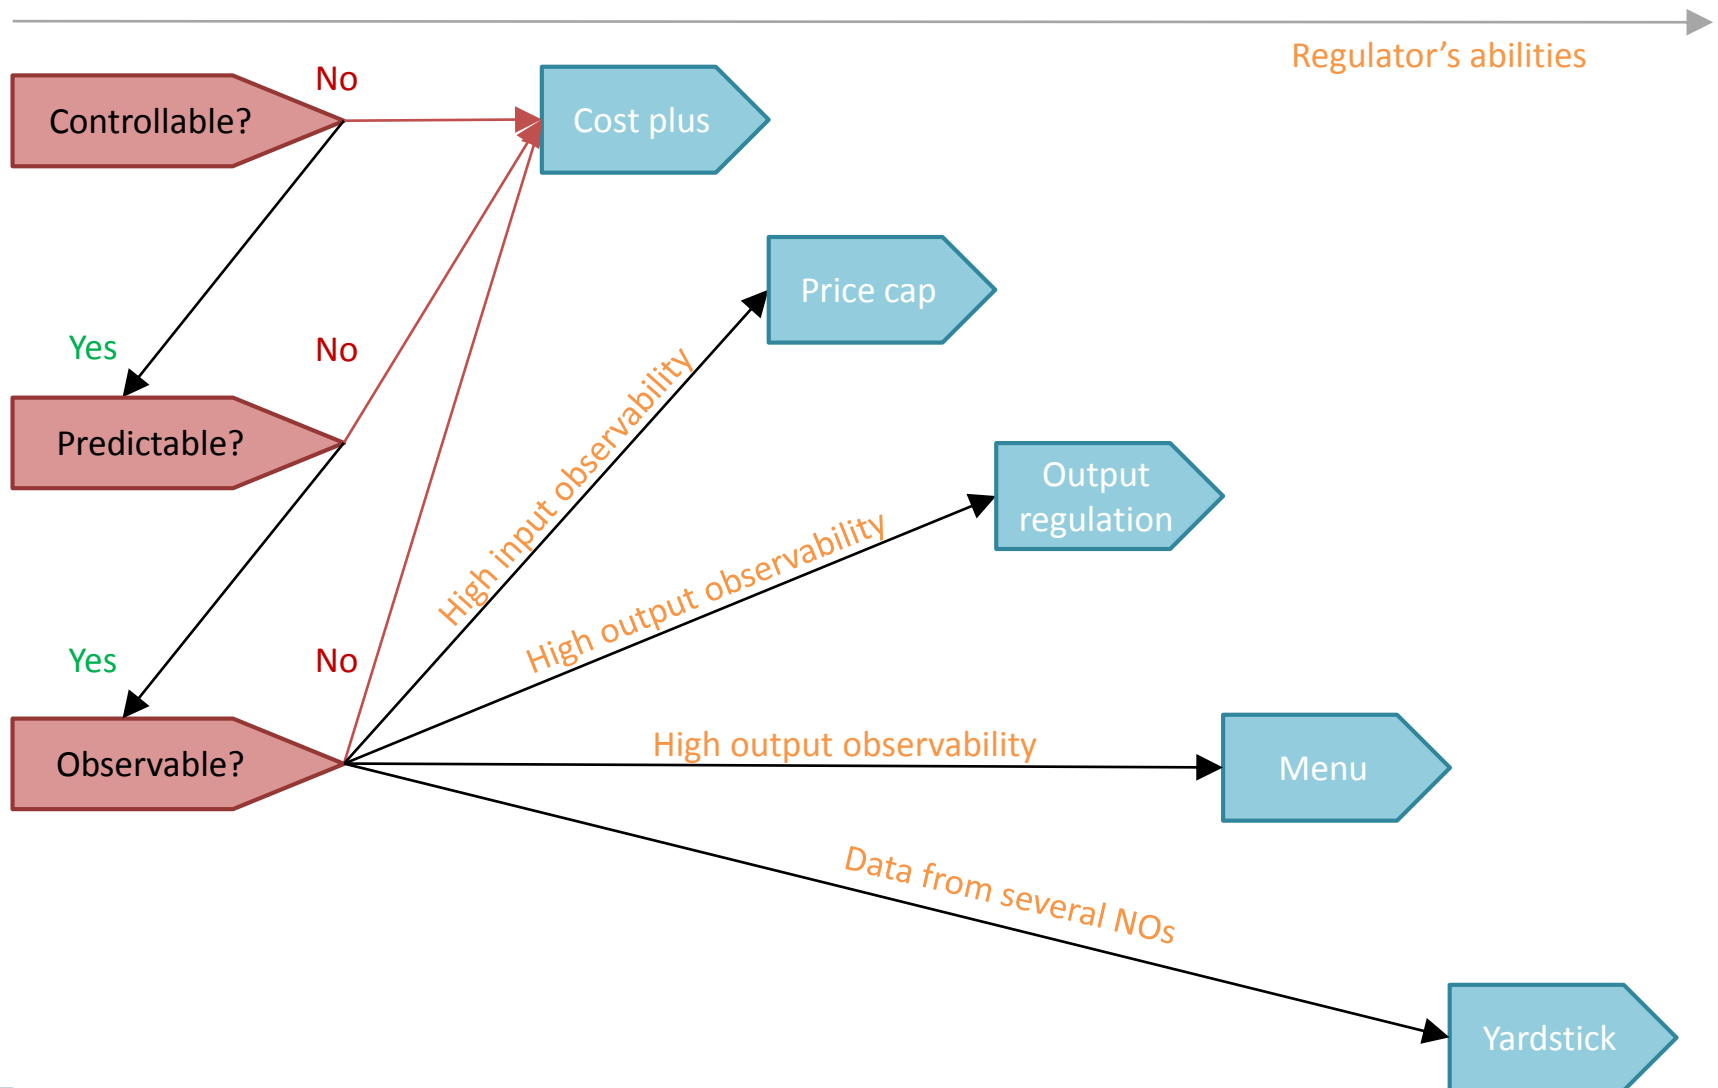 Regulator’s abilities
No
Controllable?
Cost plus
Price cap
Yes
No
High input observability
Predictable?
Output
regulation
High output observability
Yes
No
Observable?
High output observability
Menu
Data from several NOs
Yardstick